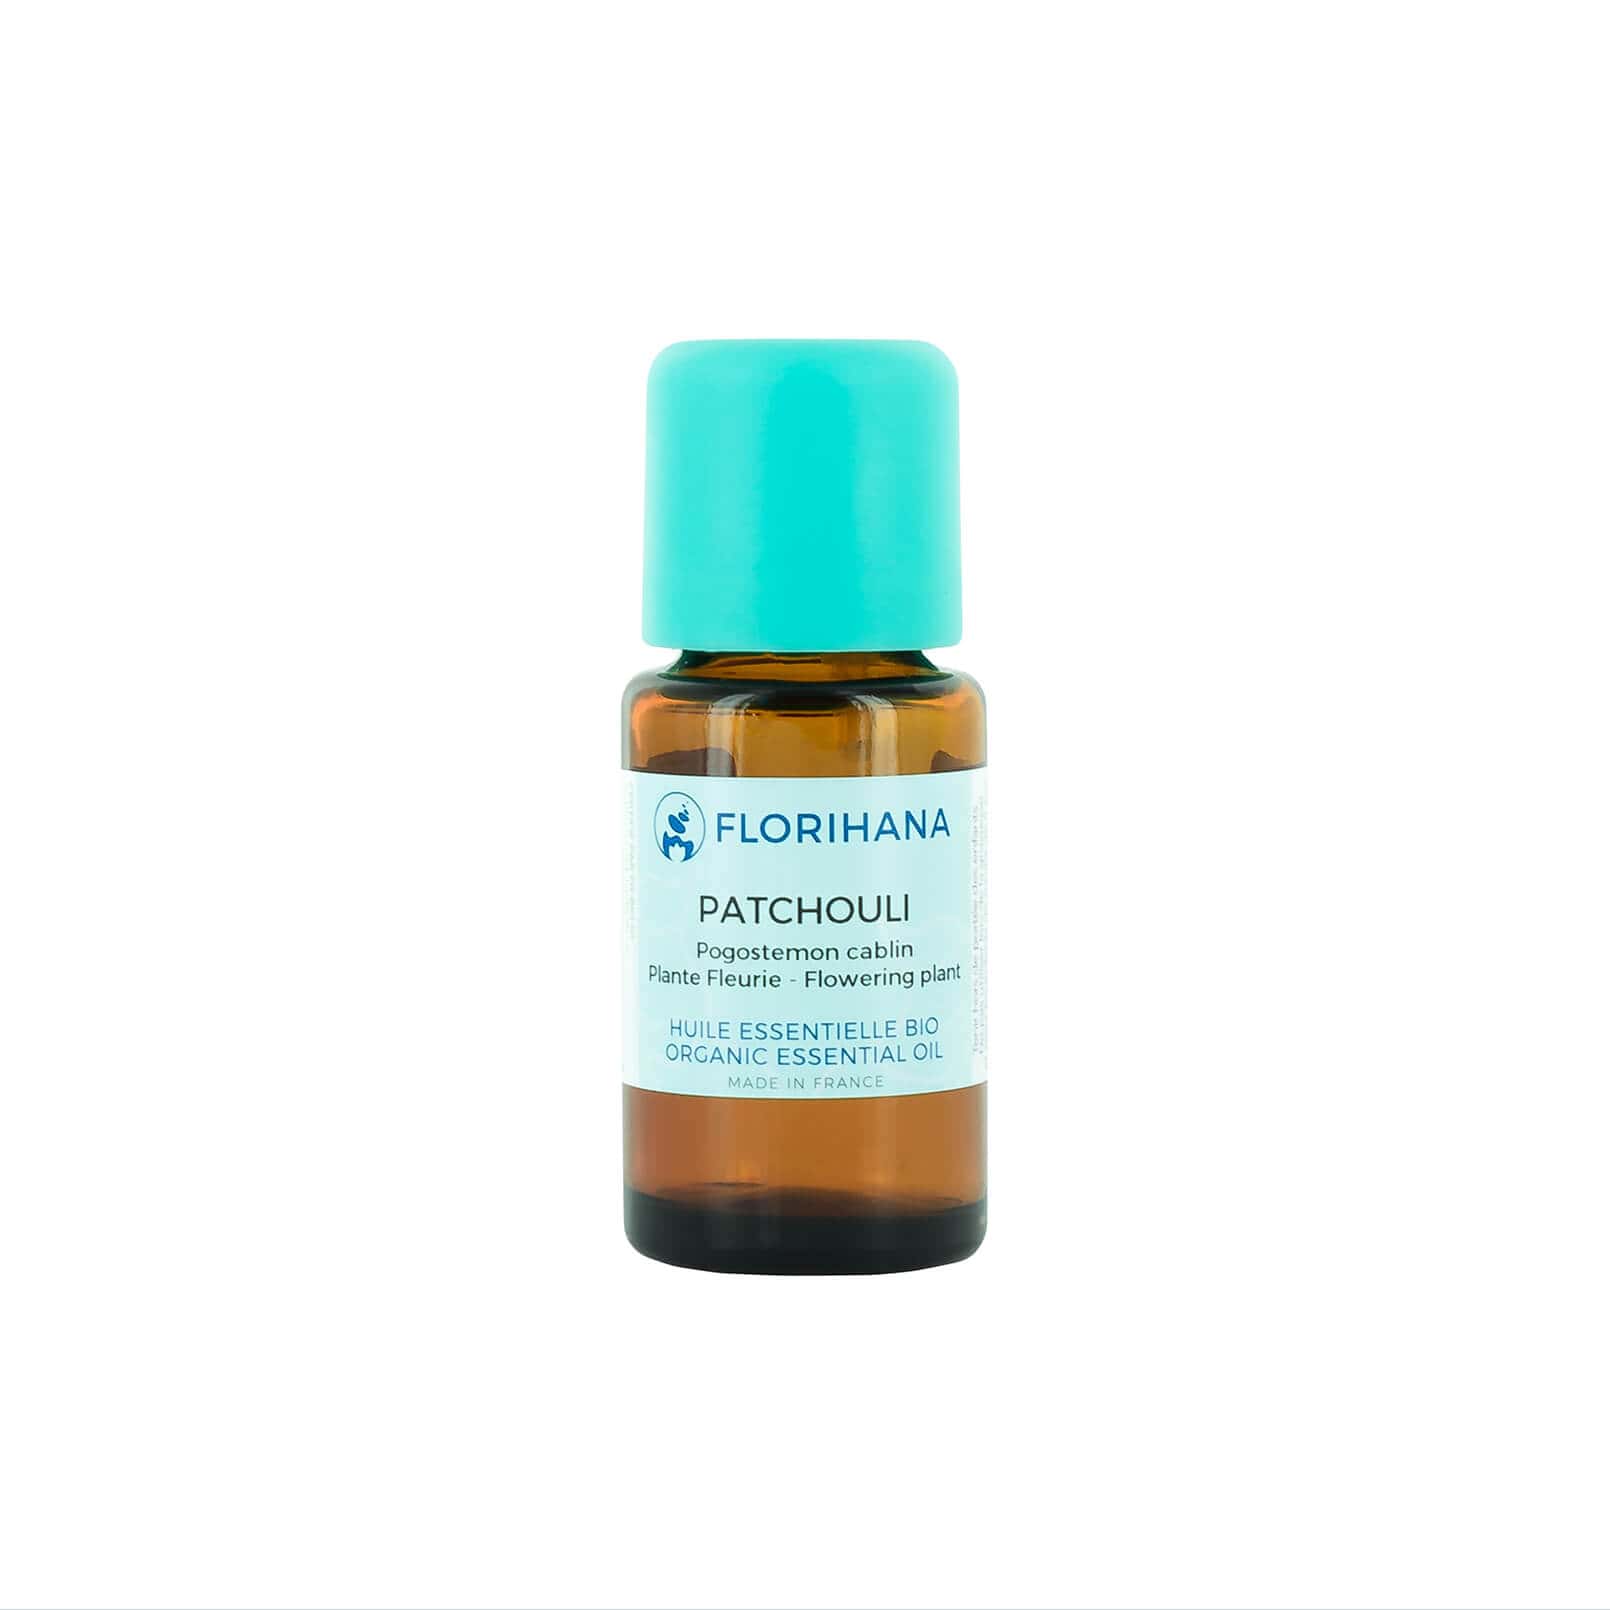 FLORIHANA
PATCHOULI
Pogostemon cablin
Plante Fleurie - Flowering plant
HUILE ESSENTIELLE BIO
ORGANIC ESSENTIAL OIL
MADE IN FRANCE